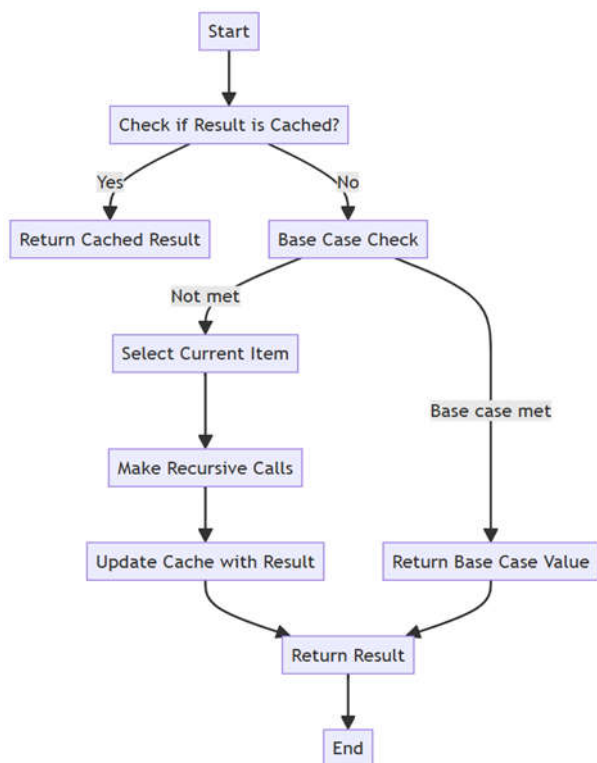 Start
Check if Result is Cached?
Yes
No
Return Cached Result
Base Case Check
Not met
Select Current Item
Base case met
Make Recursive Calls
Update Cache with Result
Return Base Case Value
Return Result
End